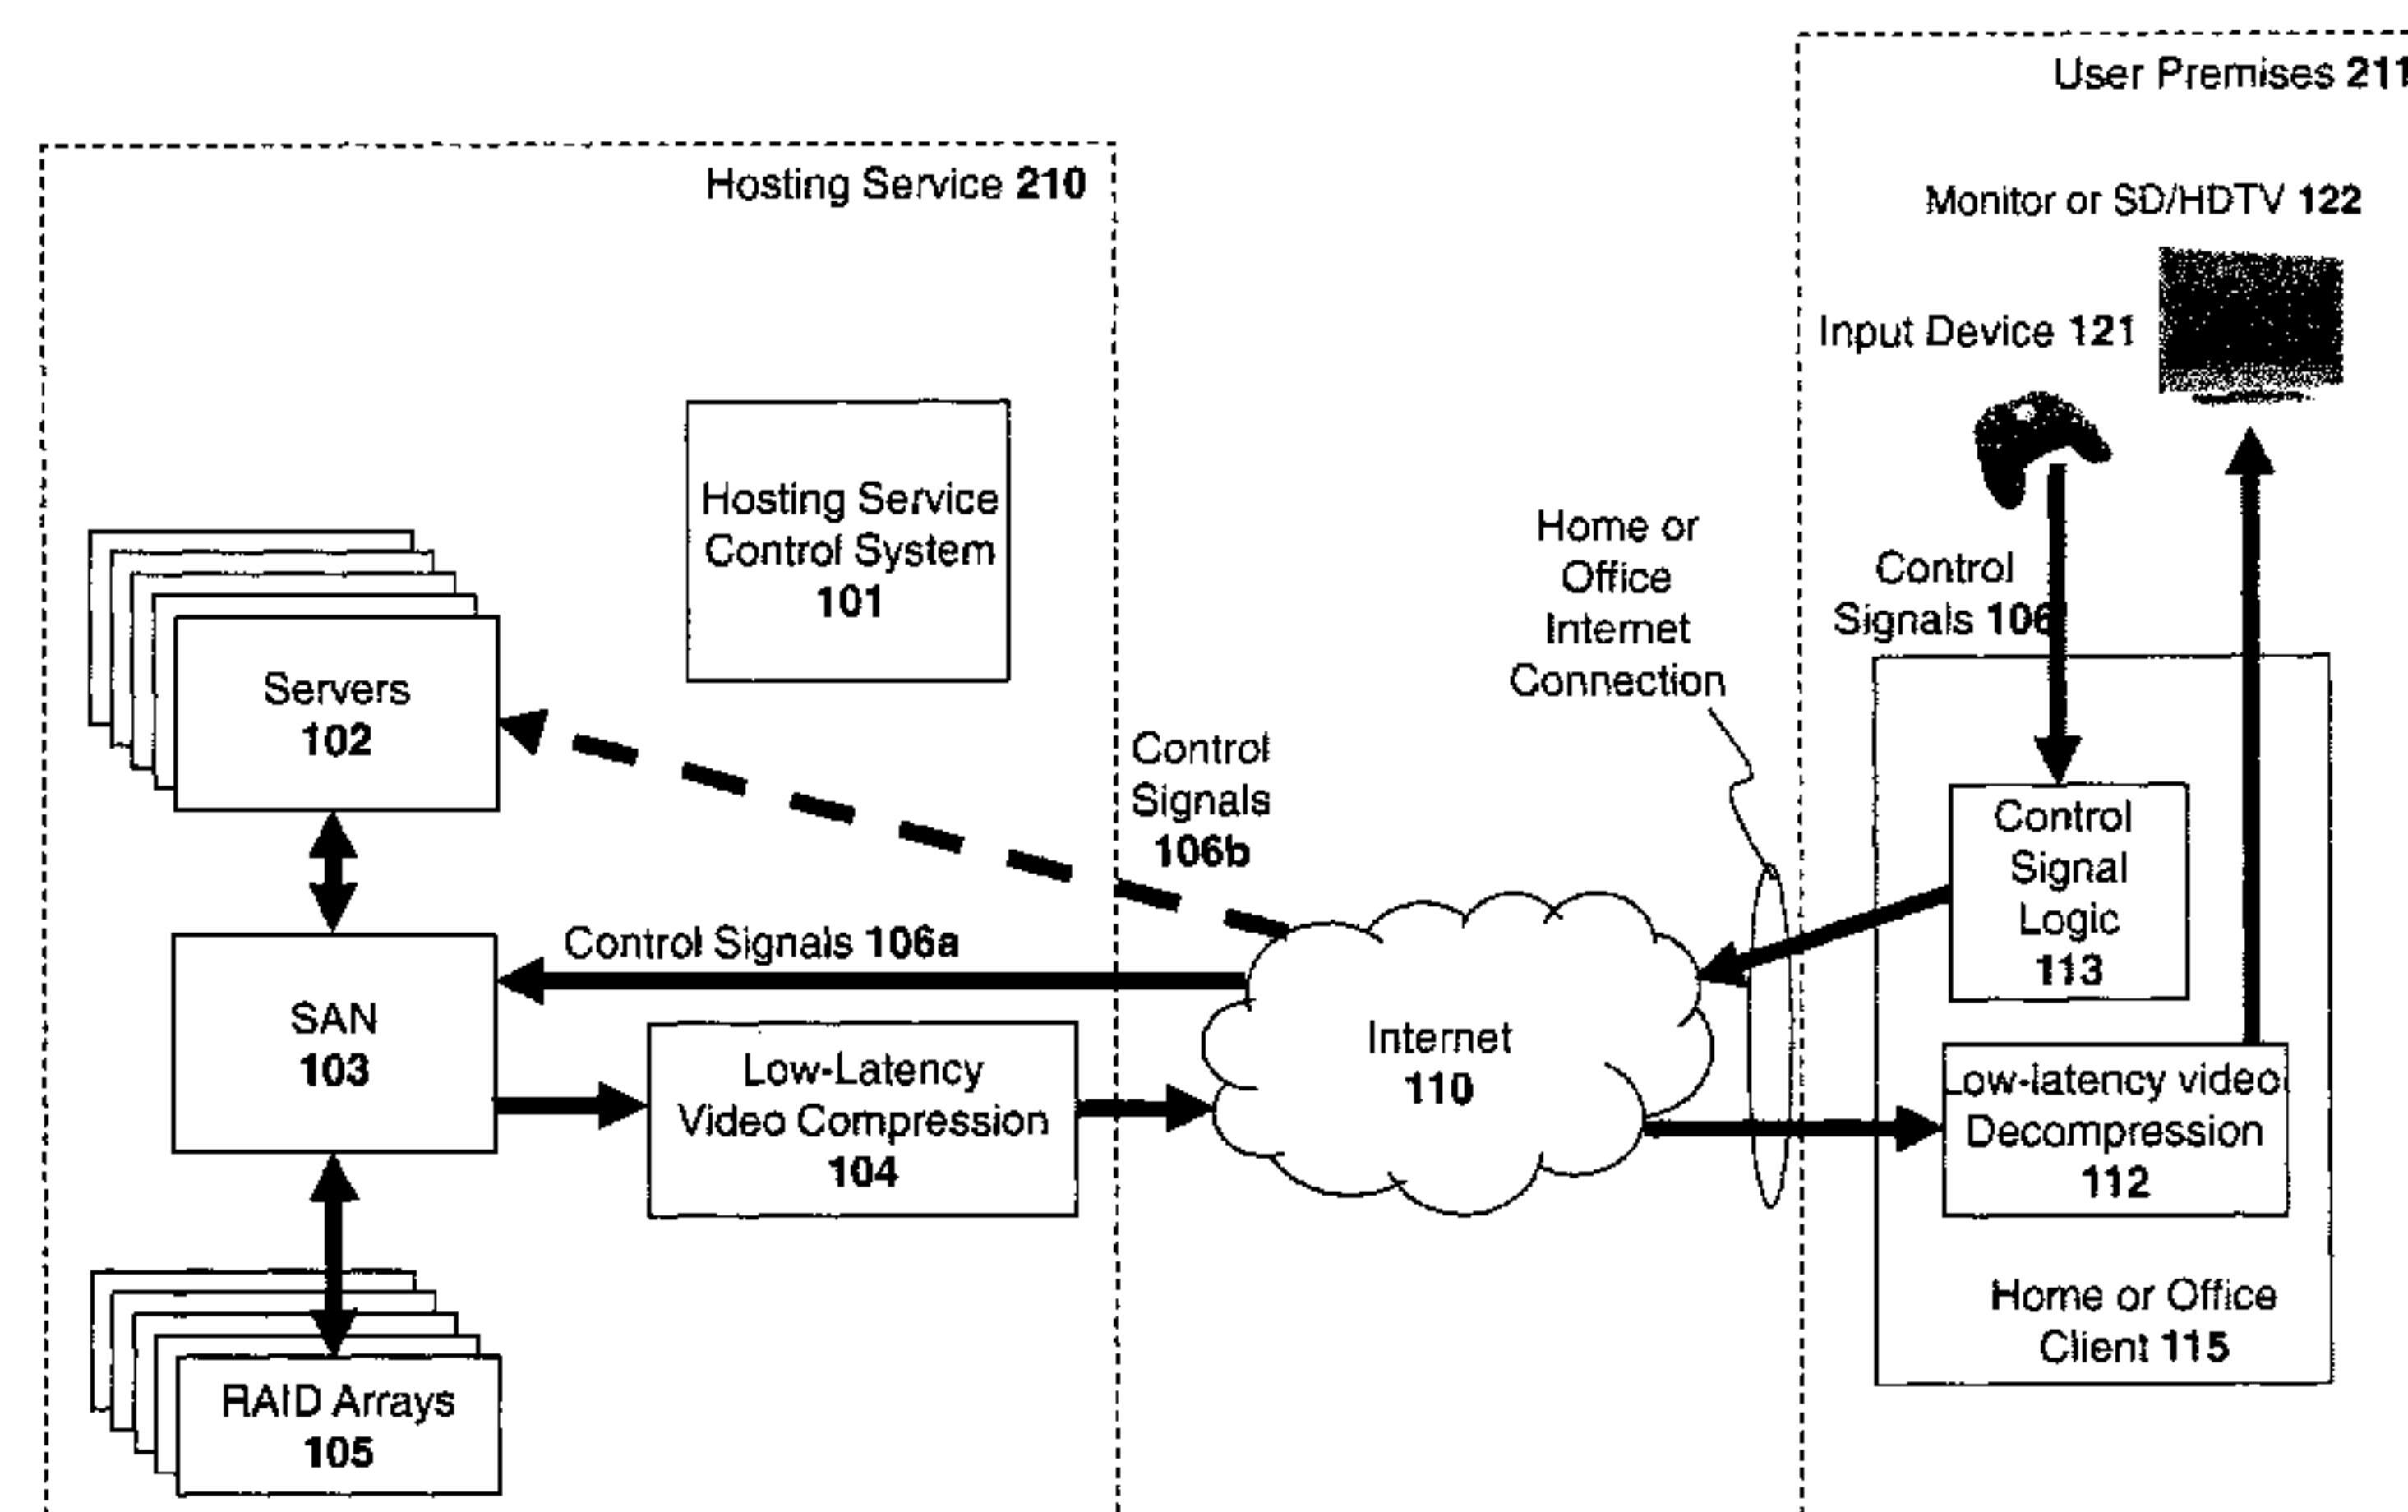 User Premises 211
Hosting Service 210
Monitor or SD/HDTV 122
Input Device 121
Hosting Service
Control System
101
Home or
Office
Internet
Connection
Control
Signals 106
Servers
102
Control
Signals
106b
Control
Signal
Logic
113
Control Signals 106a
SAN
103
Low-Latency
Video Compression
104
Internet
110
Low-latency video
Decompression
112
Home or Office
Client 115
RAID Arrays
105